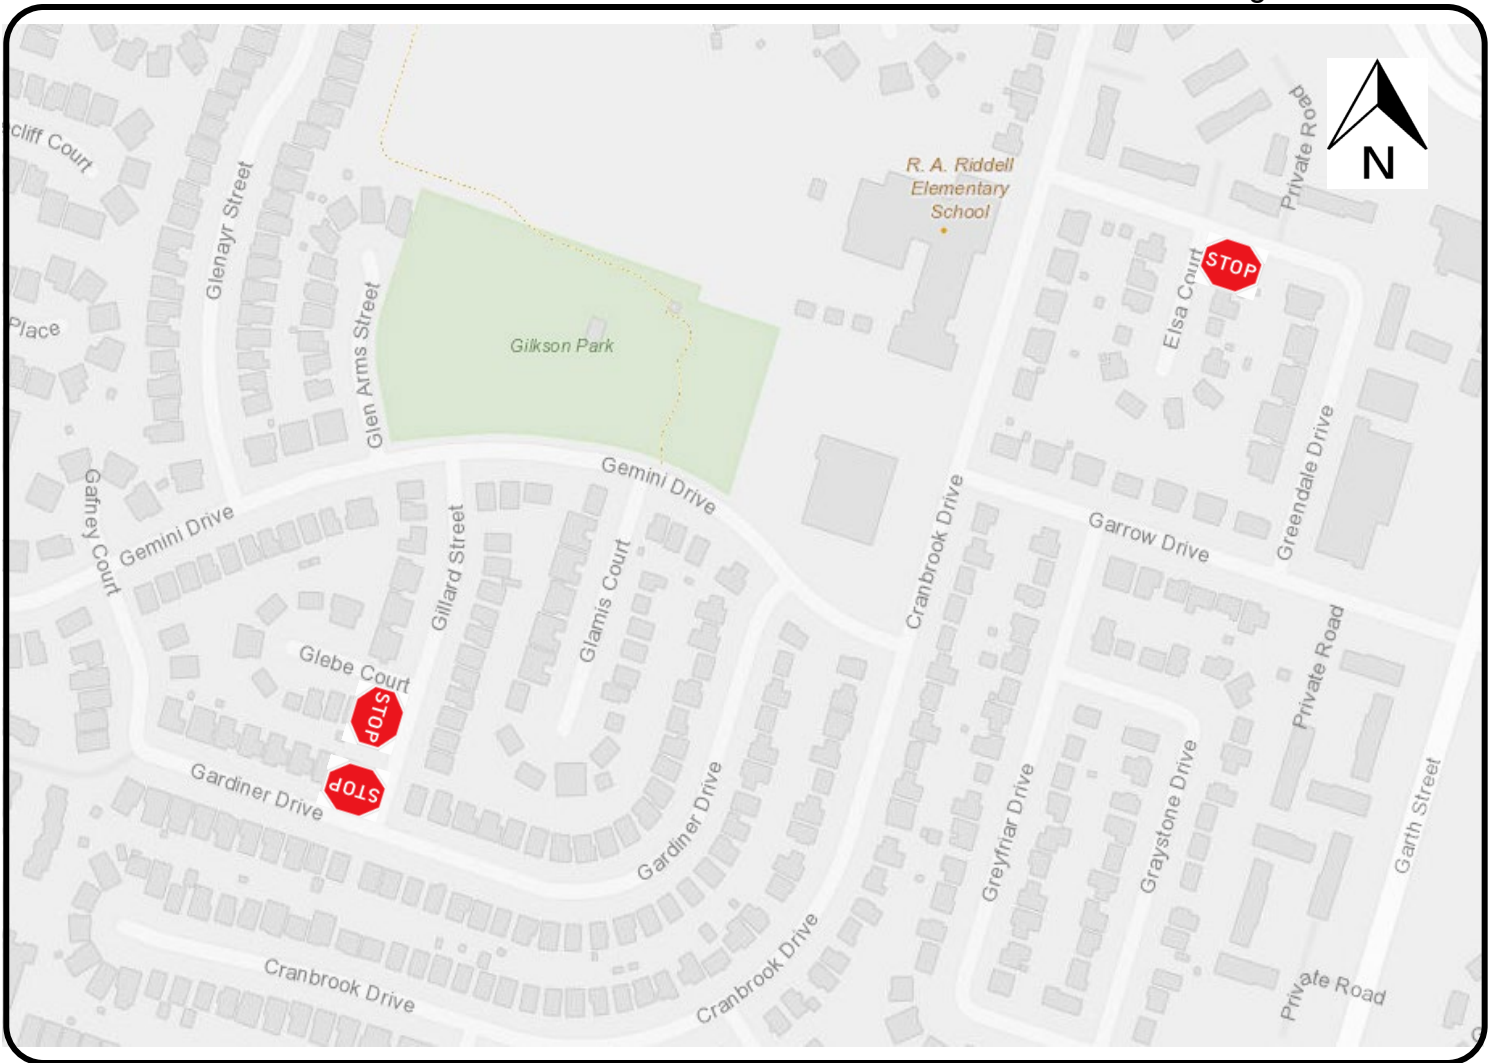 cliff Court
Private Road
N
Glenayr Street
R. A. Riddell
Elementary
School
Elsa Court
STOP
Place
Glen Arms Street
Gilkson Park
Greendale Drive
Gafney Court
Gemini Drive
Gemini Drive
Cranbrook Drive
Garrow Drive
Gillard Street
Glamis Court
Glebe Court
STOP
Private Road
Gardiner Drive
STOP
Gardiner Drive
Greyfriar Drive
Graystone Drive
Garth Street
Cranbrook Drive
Cranbrook Drive
Private Road